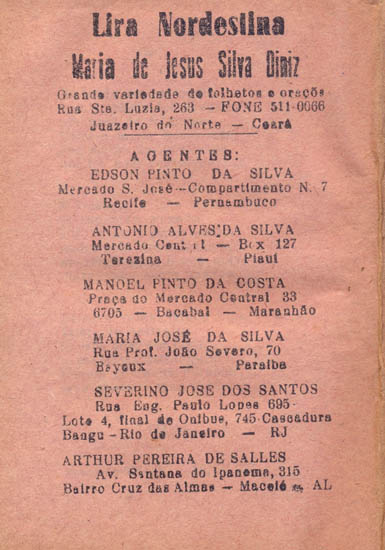 Lira Nordestina
Maria de Jesus Silva Diniz
Grande variedade de folhetos e orações
Rua Sta. Luzia, 263 — FONE 511-0066
Juazeiro do Norte — Ceará
AGENTES:
EDSON PINTO DA SILVA
Mercado S. José—Compartimento N. 7
Recife — Pernambuco
ANTONIO ALVES DA SILVA
Mercado Central — Box 127
Terezina — Piauí
MANOEL PINTO DA COSTA
Praça do Mercado Central 33
6705 — Bacabal — Maranhão
MARIA JOSÉ DA SILVA
Rua Prof. João Severo, 70
Bayeux — Paraíba
SEVERINO JOSE DOS SANTOS
Rua Eng. Paulo Lopes 695-
Lote 4, final de Onibus, 745 Cascadura
Bangu — Rio de Janeiro — RJ
ARTHUR PEREIRA DE SALLES
Av. Santana do Ipanema, 315
Bairro Cruz das Almas — Maceió — AL